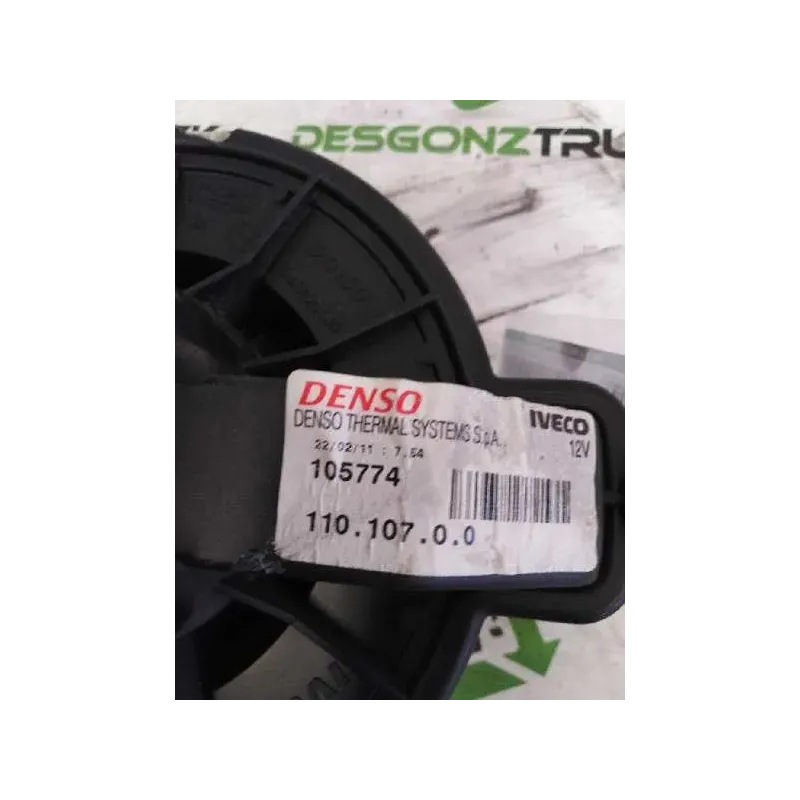 DESGONZTRU
DENSO
DENSO THERMAL SYSTEMS S.p.A.
IVECO
12V
22/02/11 : 7.54
105774
110.107.0.0